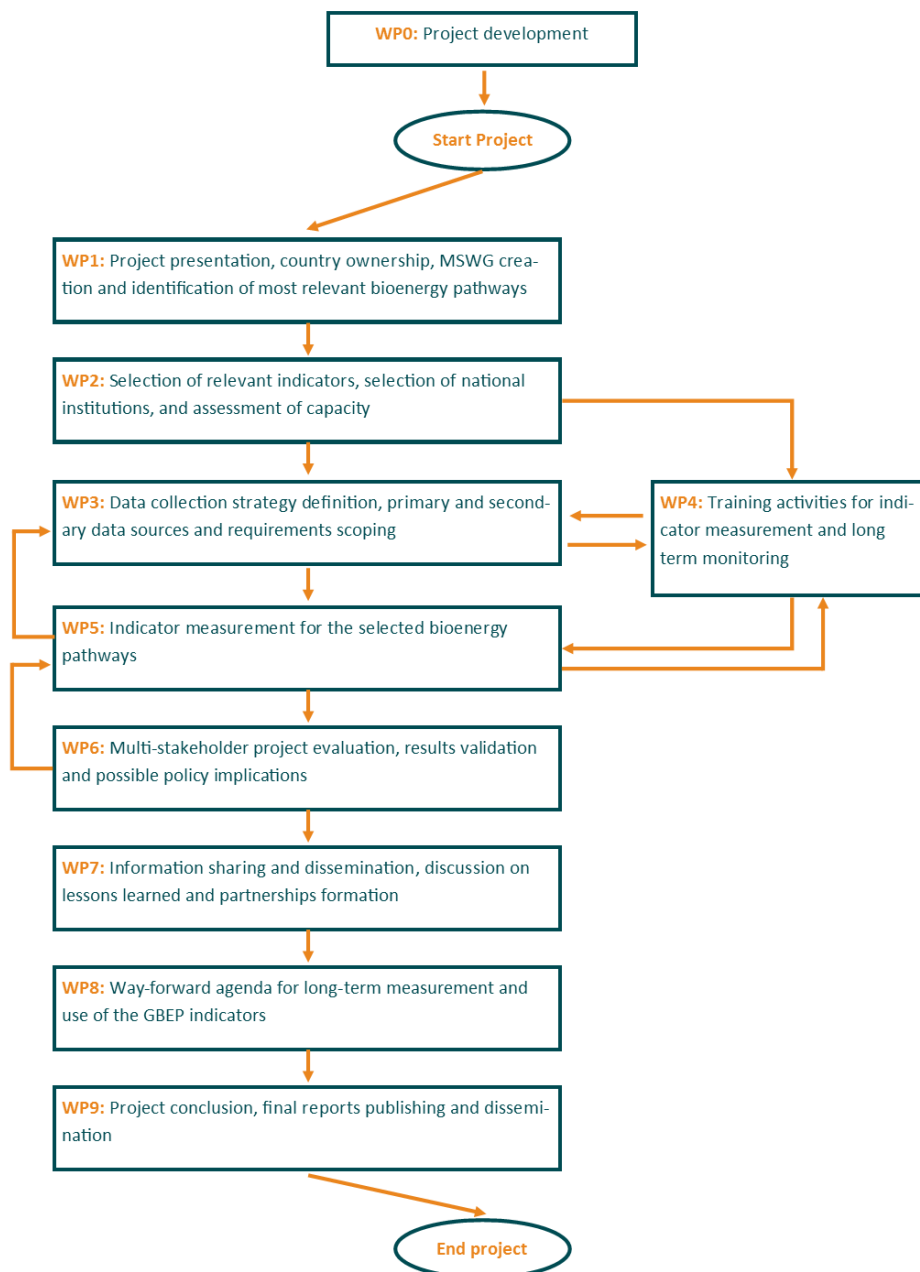 WP0: Project development
Start Project
WP1: Project presentation, country ownership, MSWG crea-
tion and identification of most relevant bioenergy pathways
WP2: Selection of relevant indicators, selection of national
institutions, and assessment of capacity
WP3: Data collection strategy definition, primary and second-
ary data sources and requirements scoping
WP4: Training activities for indi-
cator measurement and long
term monitoring
WP5: Indicator measurement for the selected bioenergy
pathways
WP6: Multi-stakeholder project evaluation, results validation
and possible policy implications
WP7: Information sharing and dissemination, discussion on
lessons learned and partnerships formation
WP8: Way-forward agenda for long-term measurement and
use of the GBEP indicators
WP9: Project conclusion, final reports publishing and dissemi-
nation
End project